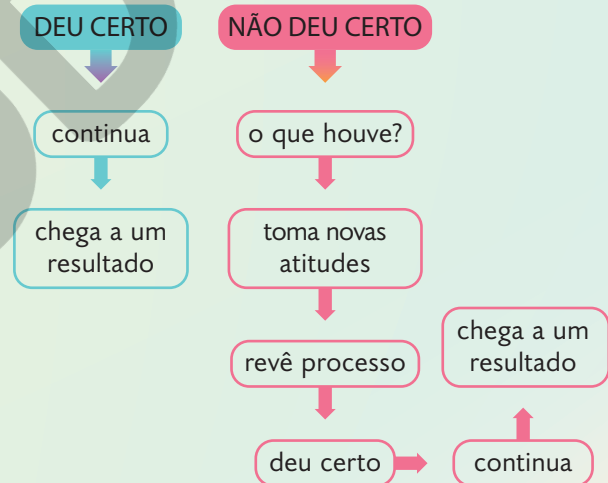 DEU CERTO
continua
chega a um
resultado
NÃO DEU CERTO
o que houve?
toma novas
atitudes
revê processo
deu certo
continua
chega a um
resultado